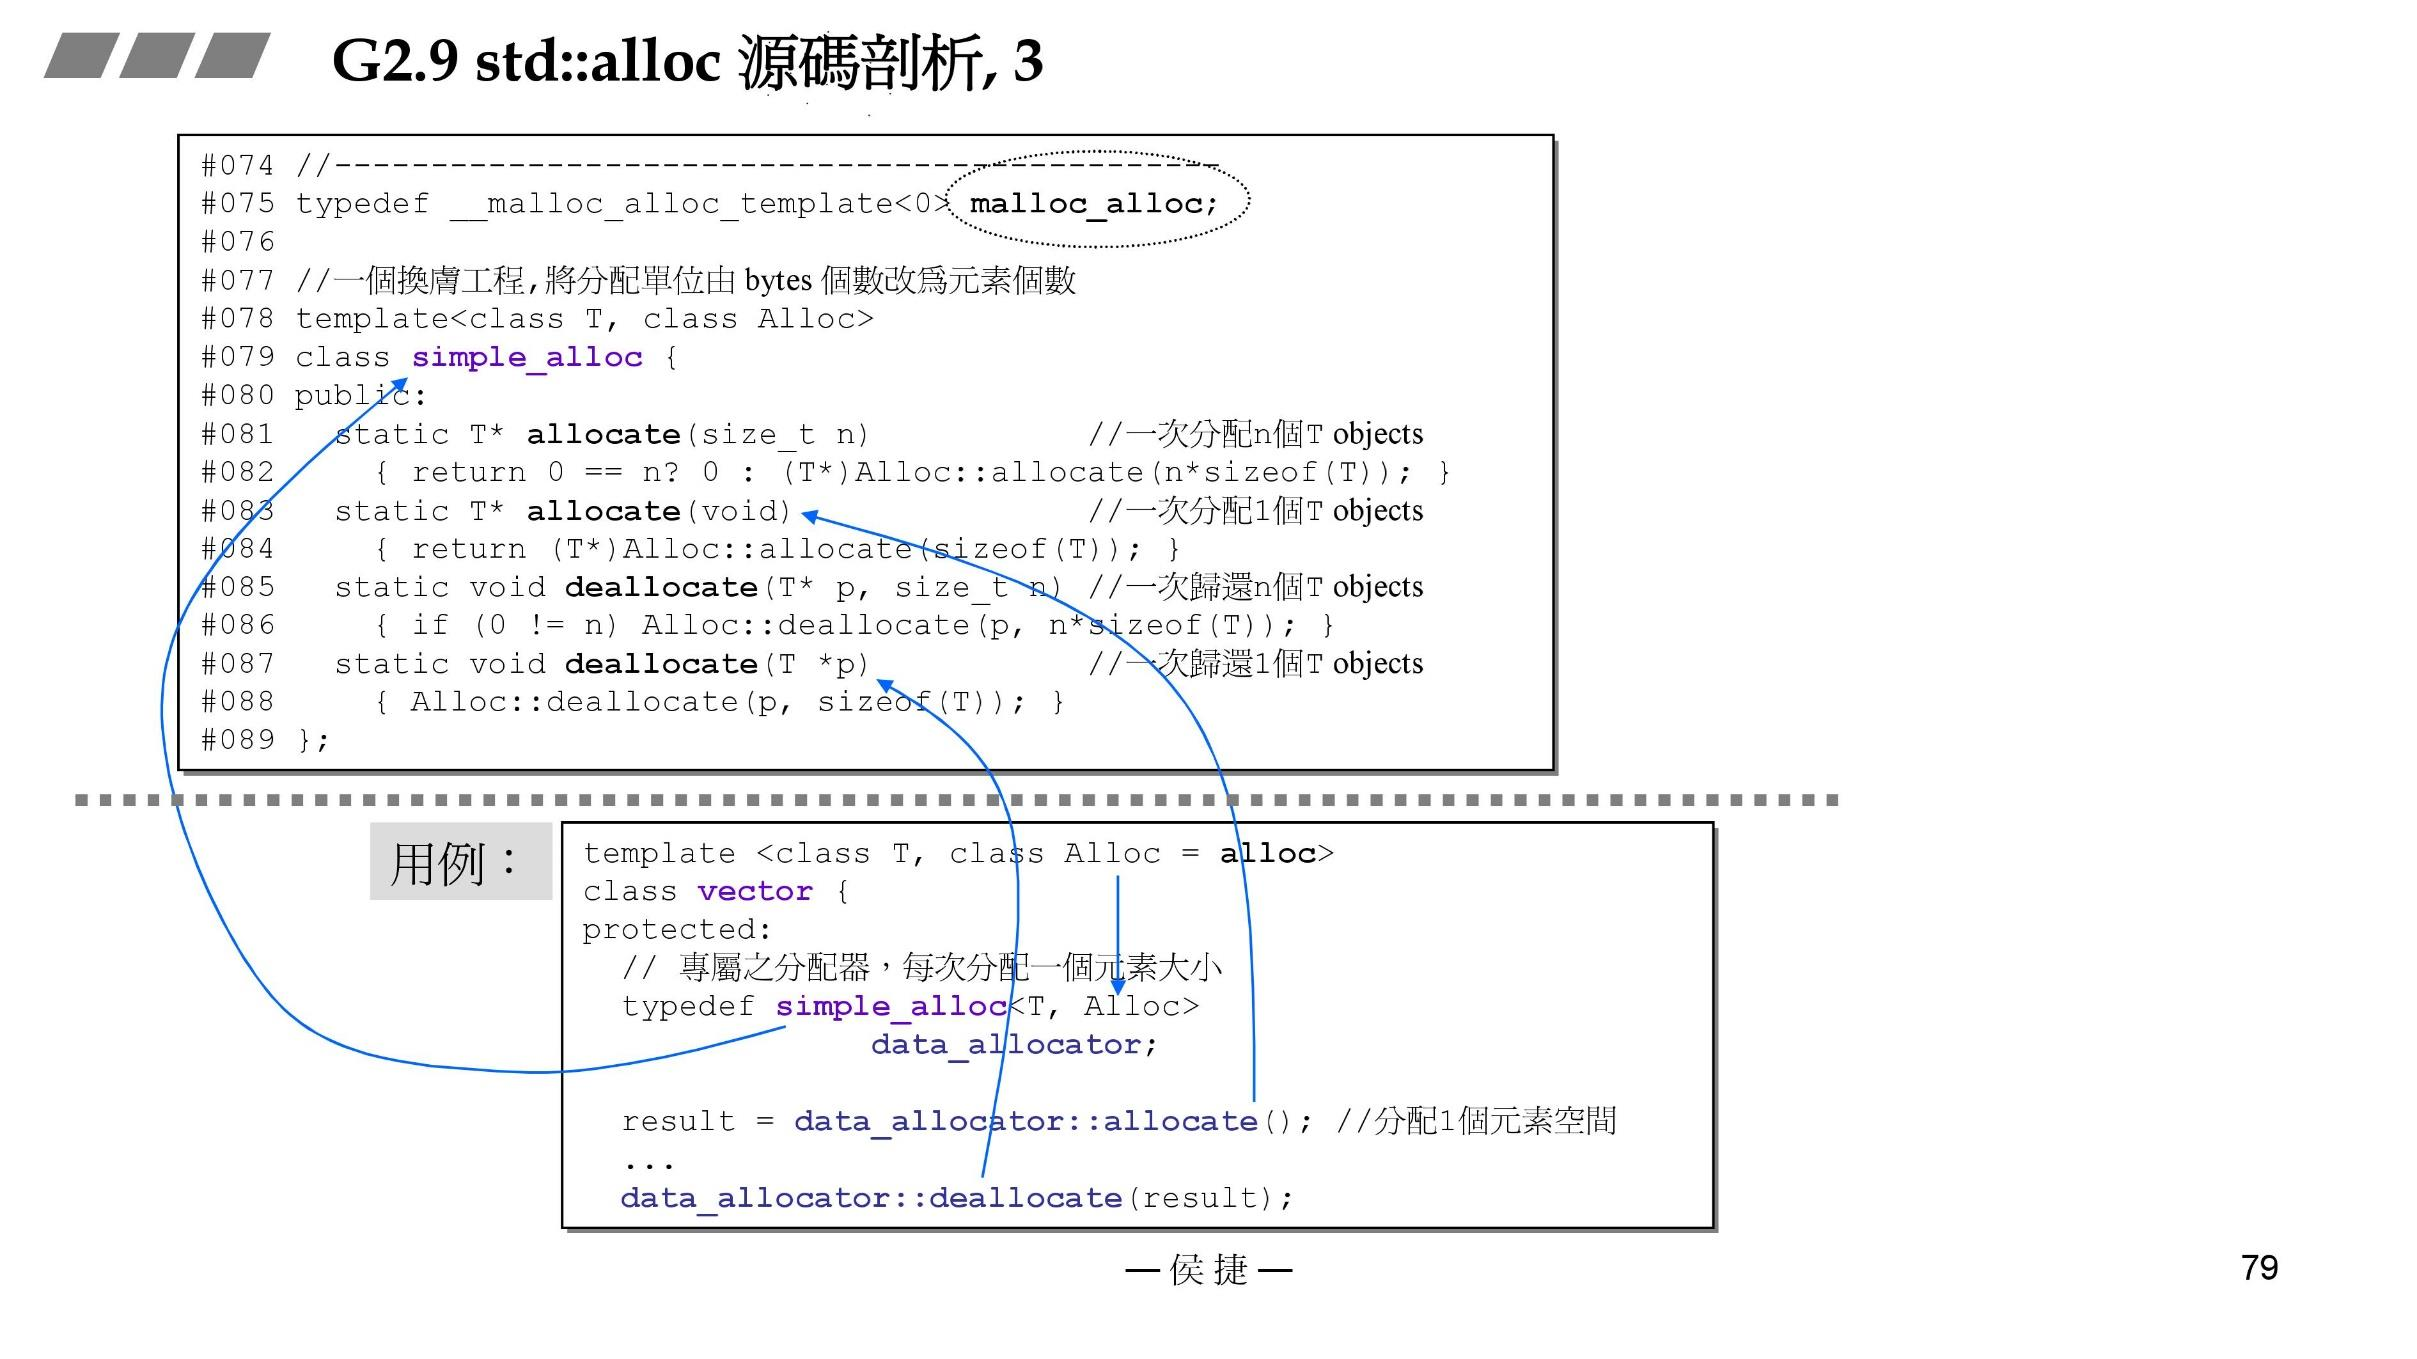 G2.9 std::alloc 源碼剖析, 3
#074 //----------------------------------------------
#075 typedef __malloc_alloc_template<0> malloc_alloc;
#076
#077 //一個換膚工程,將分配單位由 bytes 個數改爲元素個數
#078 template<class T, class Alloc>
#079 class simple_alloc {
#080 public:
#081   static T* allocate(size_t n)           //一次分配n個T objects
#082     { return 0 == n? 0 : (T*)Alloc::allocate(n*sizeof(T)); }
#083   static T* allocate(void)               //一次分配1個T objects
#084     { return (T*)Alloc::allocate(sizeof(T)); }
#085   static void deallocate(T* p, size_t n) //一次歸還n個T objects
#086     { if (0 != n) Alloc::deallocate(p, n*sizeof(T)); }
#087   static void deallocate(T *p)           //一次歸還1個T objects
#088     { Alloc::deallocate(p, sizeof(T)); }
#089 };
用例：
template <class T, class Alloc = alloc>
class vector {
protected:
  // 專屬之分配器，每次分配一個元素大小
  typedef simple_alloc<T, Alloc>
               data_allocator;
  result = data_allocator::allocate(); //分配1個元素空間
  ...
  data_allocator::deallocate(result);
— 侯 捷 —
79